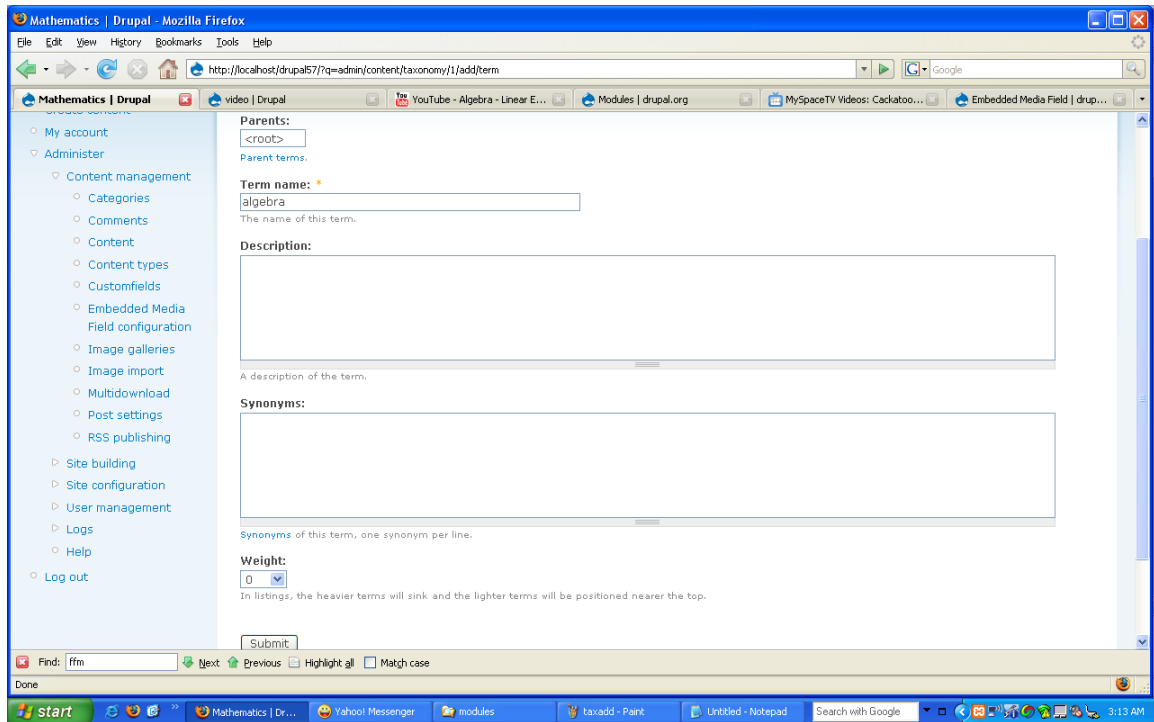 Mathematics | Drupal - Mozilla Firefox
File Edit View History Bookmarks Tools Help
http://localhost/drupal57/?q=admin/content/taxonomy/1/add/term
G Google
Mathematics | Drupal
video | Drupal
YouTube - Algebra - Linear E...
Modules | drupal.org
MySpaceTV Videos: Cackatoo...
Embedded Media Field | drup...
Create content
My account
Administer
Content management
Categories
Comments
Content
Content types
Customfields
Embedded Media
Field configuration
Image galleries
Image import
Multidownload
Post settings
RSS publishing
Site building
Site configuration
User management
Logs
Help
Log out
Parents:
<root>
Parent terms.
Term name: *
algebra
The name of this term.
Description:
A description of the term.
Synonyms:
Synonyms of this term, one synonym per line.
Weight:
0
In listings, the heavier terms will sink and the lighter terms will be positioned nearer the top.
Submit
Find: ffm Next Previous Highlight all Match case
Done
start
Mathematics | Dr...
Yahoo! Messenger
modules
taxadd - Paint
Untitled - Notepad
Search with Google
3:13 AM